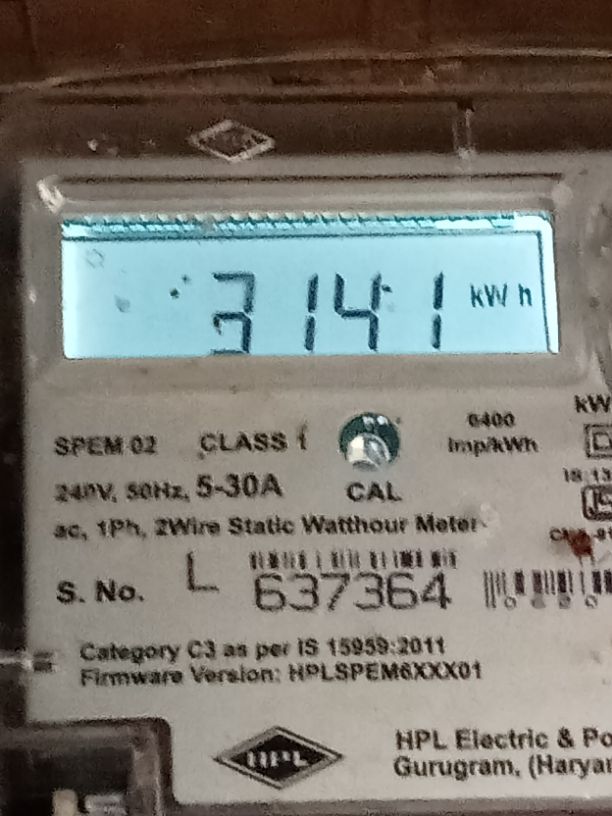 3141 kWh
kW
SPEM 02 CLASS 1
6400
Imp/kWh
240V, 50Hz, 5-30A
CAL
ac, 1Ph, 2Wire Static Watthour Meter
S. No. L 637364
Category C3 as per IS 15959:2011
Firmware Version: HPLSPEM6XXX01
HPL
HPL Electric & Po
Gurugram, (Haryan